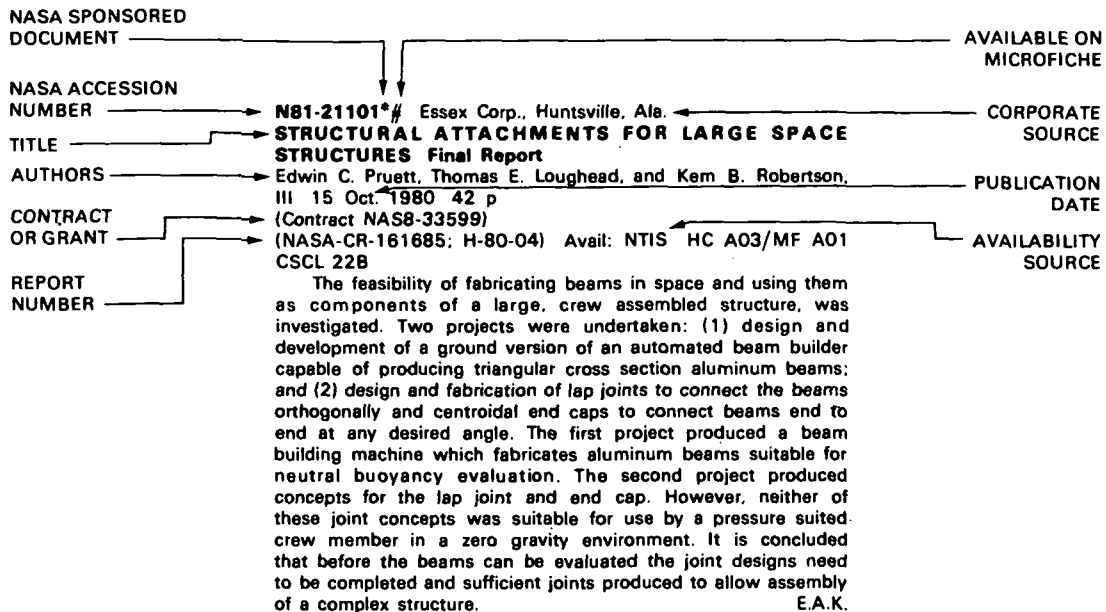 NASA SPONSORED
DOCUMENT
NASA ACCESSION
NUMBER
TITLE
AUTHORS
CONTRACT
OR GRANT
REPORT
NUMBER
N81-21101*# Essex Corp., Huntsville, Ala.
STRUCTURAL ATTACHMENTS FOR LARGE SPACE
STRUCTURES Final Report
Edwin C. Pruett, Thomas E. Loughead, and Kem B. Robertson,
III 15 Oct. 1980 42 p
(Contract NAS8-33599)
(NASA-CR-161685; H-80-04) Avail: NTIS HC A03/MF A01
CSCL 22B
The feasibility of fabricating beams in space and using them
as components of a large, crew assembled structure, was
investigated. Two projects were undertaken: (1) design and
development of a ground version of an automated beam builder
capable of producing triangular cross section aluminum beams;
and (2) design and fabrication of lap joints to connect the beams
orthogonally and centroidal end caps to connect beams end to
end at any desired angle. The first project produced a beam
building machine which fabricates aluminum beams suitable for
neutral buoyancy evaluation. The second project produced
concepts for the lap joint and end cap. However, neither of
these joint concepts was suitable for use by a pressure suited
crew member in a zero gravity environment. It is concluded
that before the beams can be evaluated the joint designs need
to be completed and sufficient joints produced to allow assembly
of a complex structure. E.A.K.
AVAILABLE ON
MICROFICHE
CORPORATE
SOURCE
PUBLICATION
DATE
AVAILABILITY
SOURCE